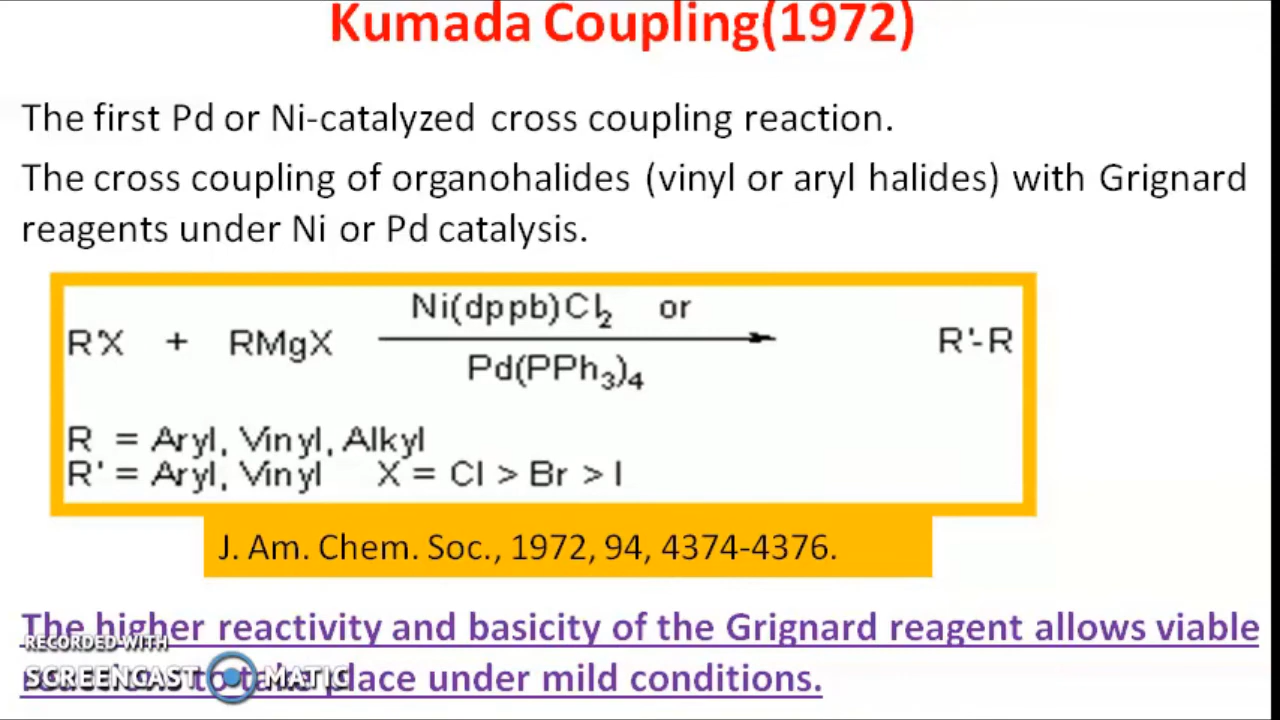 Kumada Coupling(1972)
The first Pd or Ni-catalyzed cross coupling reaction.
The cross coupling of organohalides (vinyl or aryl halides) with Grignard
reagents under Ni or Pd catalysis.
Ni(dppb)Cl₂ or
R'X + RMgX R'-R
Pd(PPh₃)₄
R = Aryl, Vinyl, Alkyl
R' = Aryl, Vinyl X = Cl > Br > I
J. Am. Chem. Soc., 1972, 94, 4374-4376.
The higher reactivity and basicity of the Grignard reagent allows viable
RECORDED WITH
to take place under mild conditions.
SCREENCAST MATIC